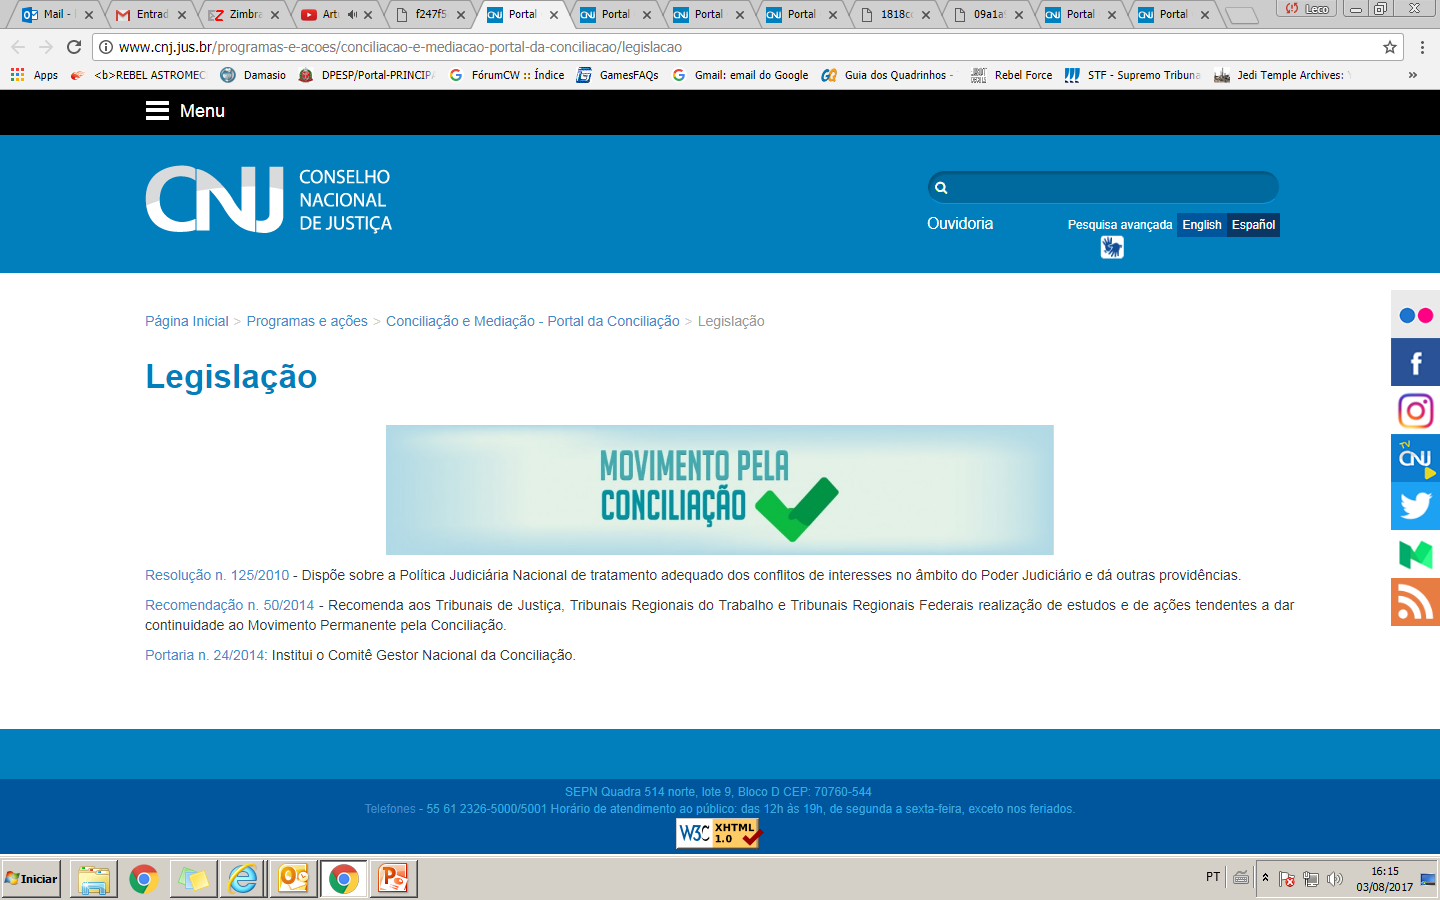 Mail -
Entrad
Zimbra
Art
f247f5
Portal
Portal
Portal
Portal
1818c
09a1a
Portal
Portal
Leco
www.cnj.jus.br/programas-e-acoes/conciliacao-e-mediacao-portal-da-conciliacao/legislacao
Apps
<b>REBEL ASTROMEC
Damasio
DPESP/Portal-PRINCIPA
FórumCW :: Índice
GamesFAQs
Gmail: email do Google
Guia dos Quadrinhos -
Rebel Force
STF - Supremo Tribuna
Jedi Temple Archives:
»
Menu
CNJ
CONSELHO
NACIONAL
DE JUSTIÇA
Ouvidoria
Pesquisa avançada English Español
Página Inicial > Programas e ações > Conciliação e Mediação - Portal da Conciliação > Legislação
Legislação
MOVIMENTO PELA
CONCILIAÇÃO
TV
CNJ
Resolução n. 125/2010 - Dispõe sobre a Política Judiciária Nacional de tratamento adequado dos conflitos de interesses no âmbito do Poder Judiciário e dá outras providências.
Recomendação n. 50/2014 - Recomenda aos Tribunais de Justiça, Tribunais Regionais do Trabalho e Tribunais Regionais Federais realização de estudos e de ações tendentes a dar
continuidade ao Movimento Permanente pela Conciliação.
Portaria n. 24/2014: Institui o Comitê Gestor Nacional da Conciliação.
SEPN Quadra 514 norte, lote 9, Bloco D CEP: 70760-544
Telefones - 55 61 2326-5000/5001 Horário de atendimento ao público: das 12h às 19h, de segunda a sexta-feira, exceto nos feriados.
W3C XHTML
1.0
Iniciar
PT
16:15
03/08/2017